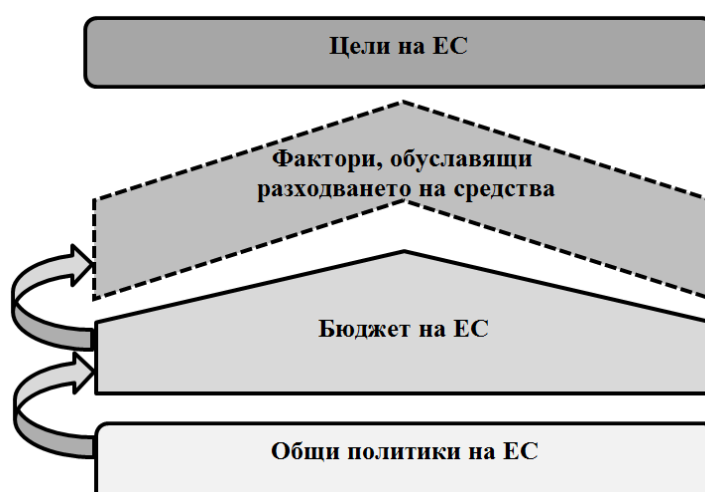 Цели на ЕС
Фактори, обуславящи
разходването на средства
Бюджет на ЕС
Общи политики на ЕС